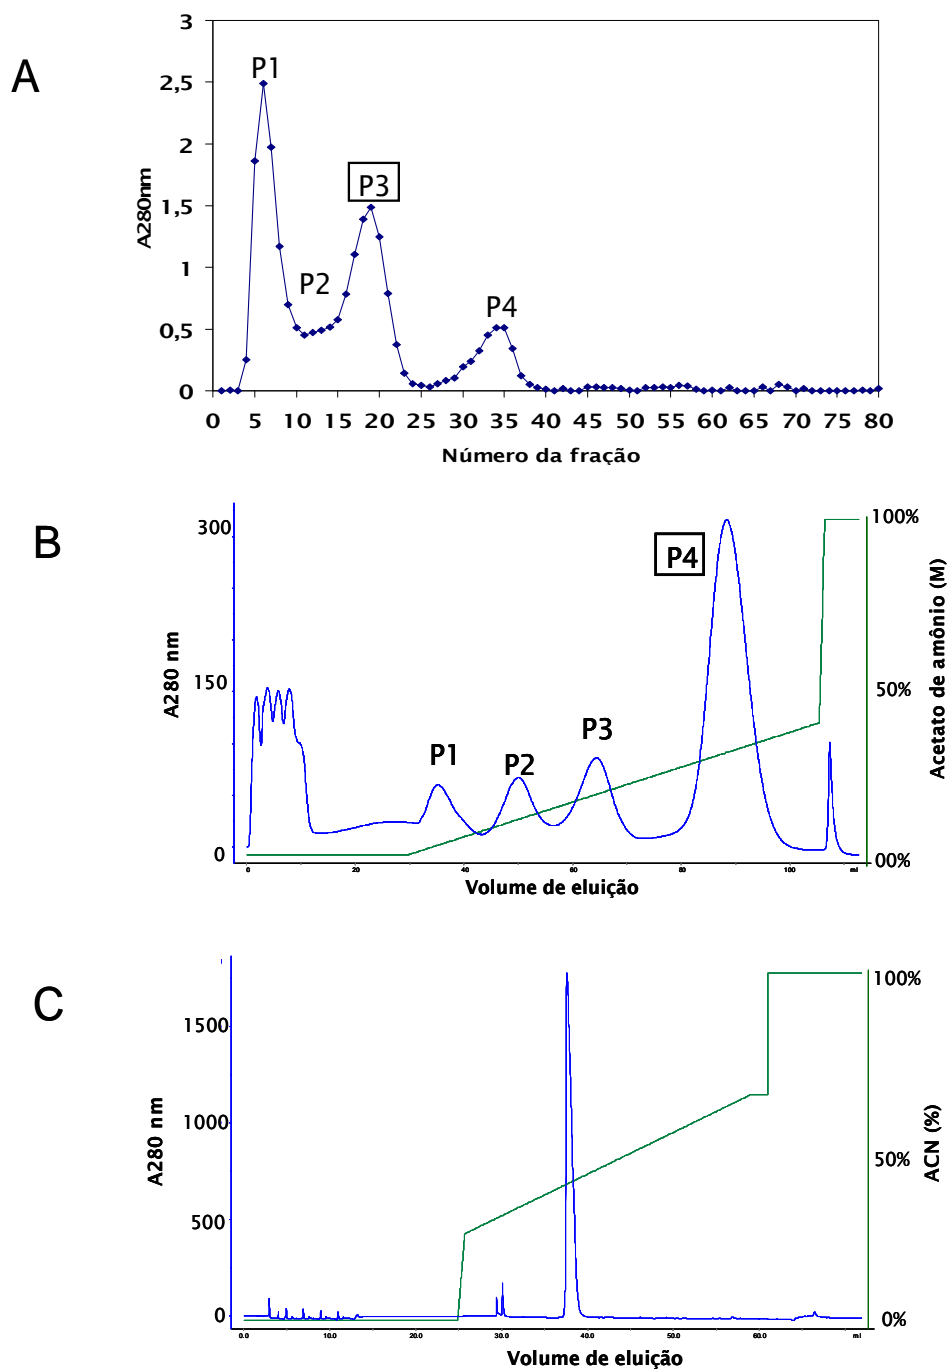 A
3
2,5
2
1,5
1
0,5
0
A280nm
P1
P2
P3
P4
0 5 10 15 20 25 30 35 40 45 50 55 60 65 70 75 80
Número da fração
B
300
150
0
A280 nm
P1
P2
P3
P4
100%
50%
00%
Acetato de amônio (M)
0 20 40 60 80 100 ml
Volume de eluição
C
1500
1000
500
0
A280 nm
100%
50%
0%
ACN (%)
0.0 10.0 20.0 30.0 40.0 50.0 60.0 ml
Volume de eluição